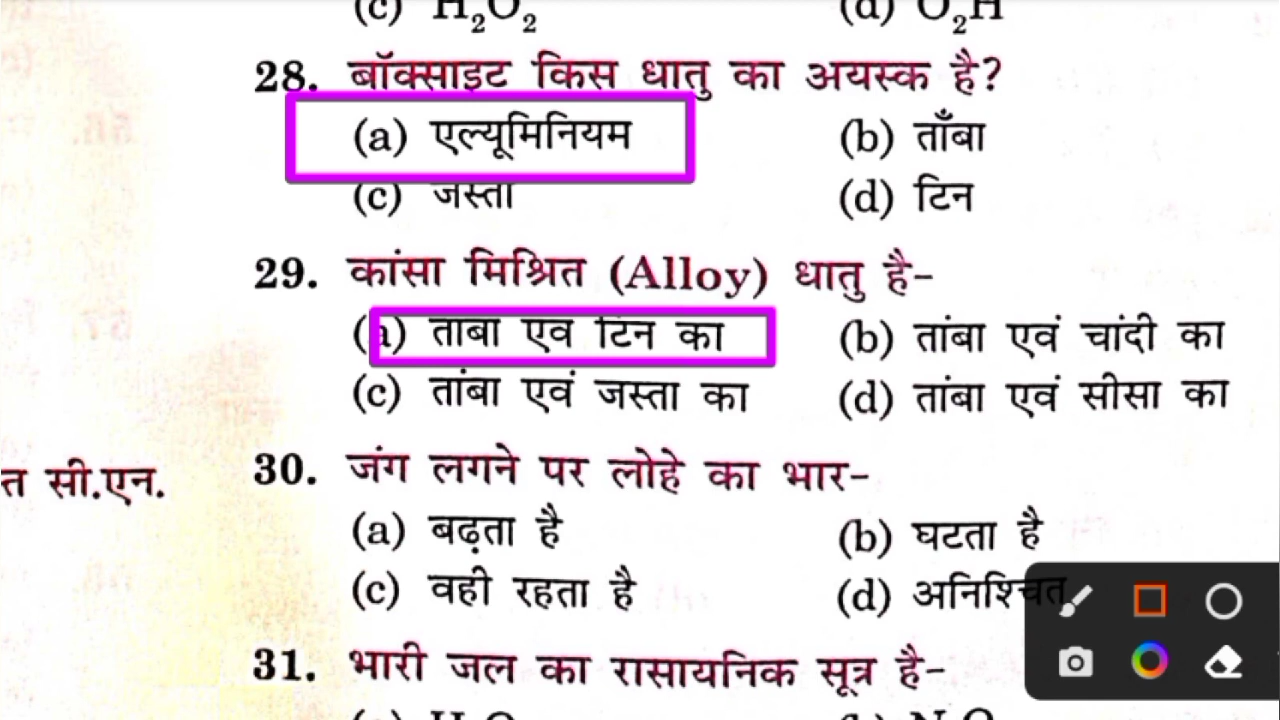 (c) H₂O₂ (d) O₂H
28. बॉक्साइट किस धातु का अयस्क है?
(a) एल्यूमिनियम (b) ताँबा
(c) जस्ता (d) टिन
29. कांसा मिश्रित (Alloy) धातु है-
(a) तांबा एवं टिन का (b) तांबा एवं चांदी का
(c) तांबा एवं जस्ता का (d) तांबा एवं सीसा का
त सी.एन.
30. जंग लगने पर लोहे का भार-
(a) बढ़ता है (b) घटता है
(c) वही रहता है (d) अनिश्चित
31. भारी जल का रासायनिक सूत्र है-